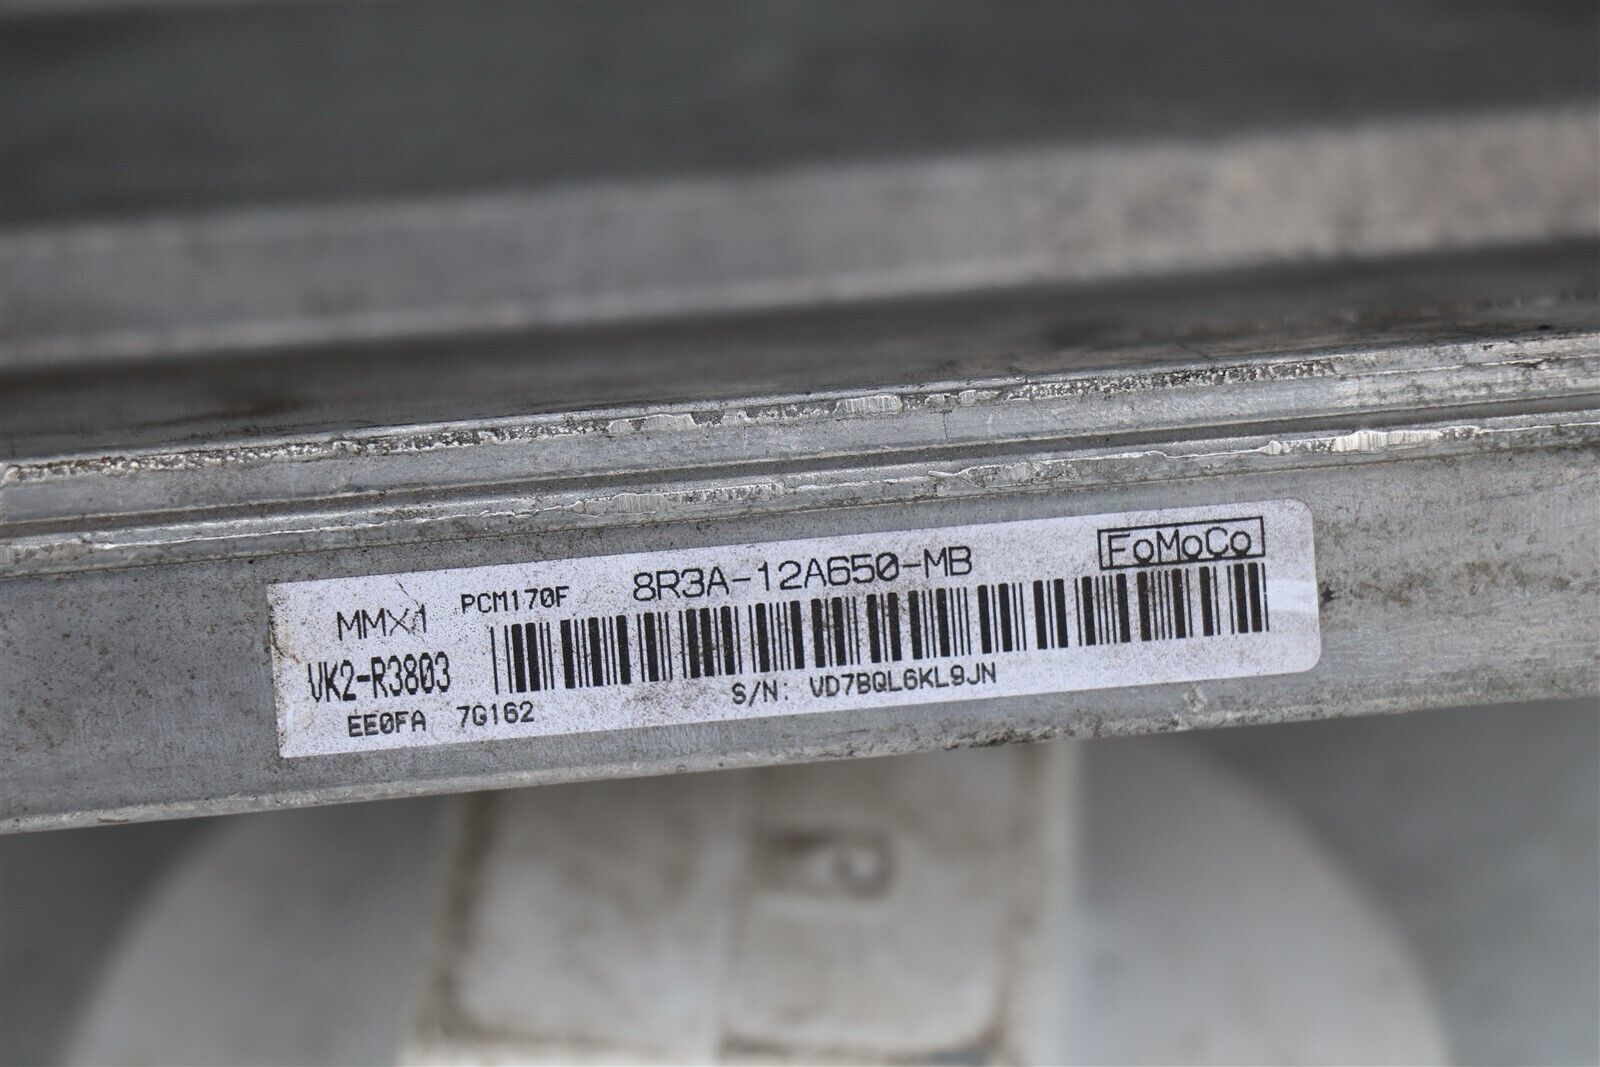 MMX1 PCM170F 8R3A-12A650-MB FoMoCo
VK2-R3803
EE0FA 7G162 S/N: VD7BQL6KL9JN